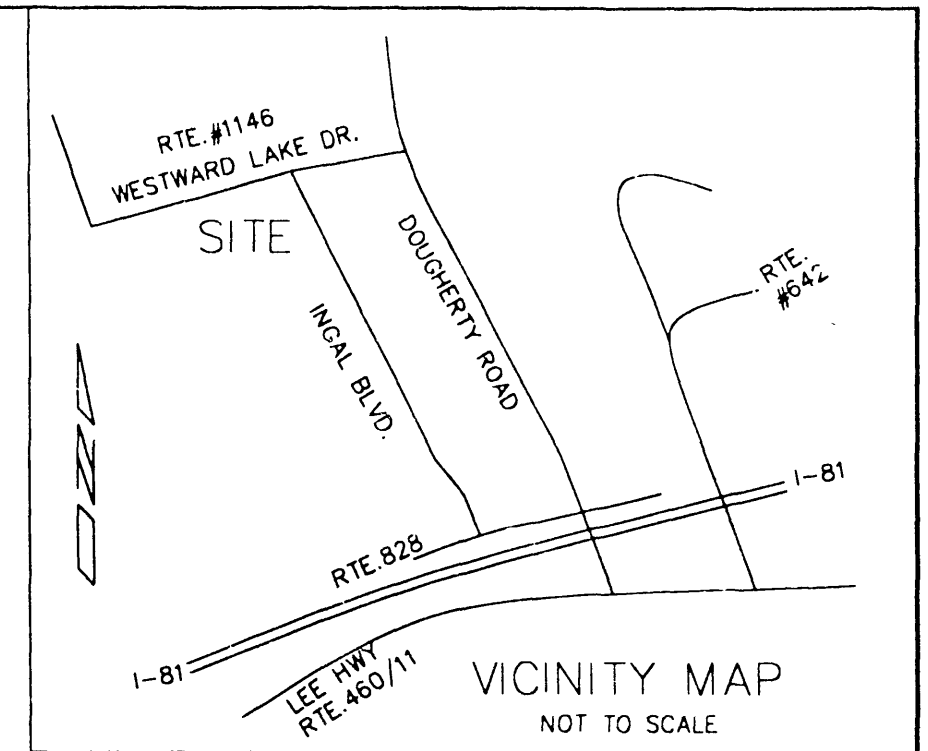 RTE.#1146
WESTWARD LAKE DR.
SITE
DOUGHERTY ROAD
INGAL BLVD.
RTE.
#642
N
I-81
RTE.828
I-81
LEE HWY
RTE.460/11
VICINITY MAP
NOT TO SCALE